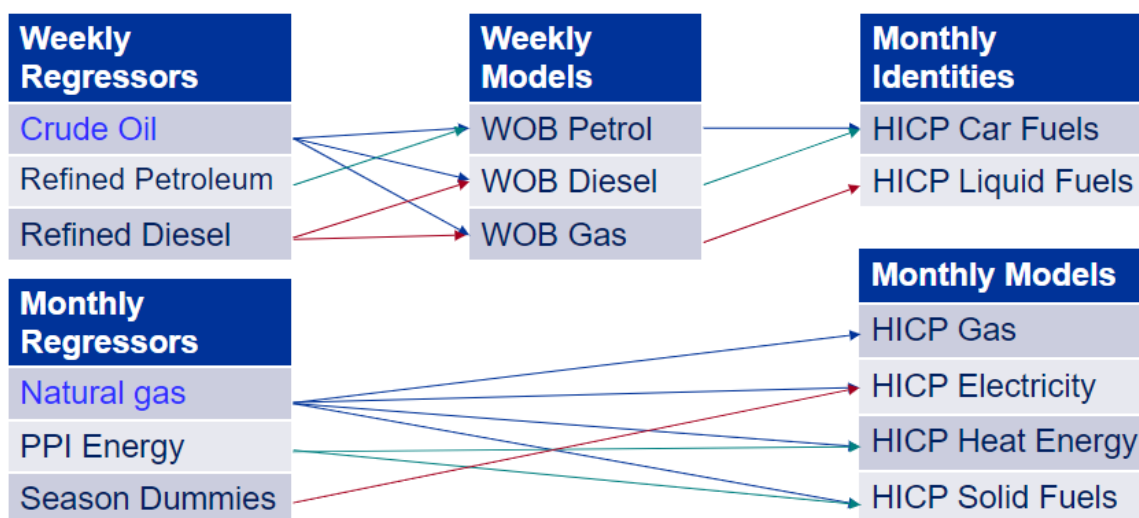 Weekly
Regressors
Crude Oil
Refined Petroleum
Refined Diesel
Weekly
Models
WOB Petrol
WOB Diesel
WOB Gas
Monthly
Identities
HICP Car Fuels
HICP Liquid Fuels
Monthly
Regressors
Natural gas
PPI Energy
Season Dummies
Monthly Models
HICP Gas
HICP Electricity
HICP Heat Energy
HICP Solid Fuels